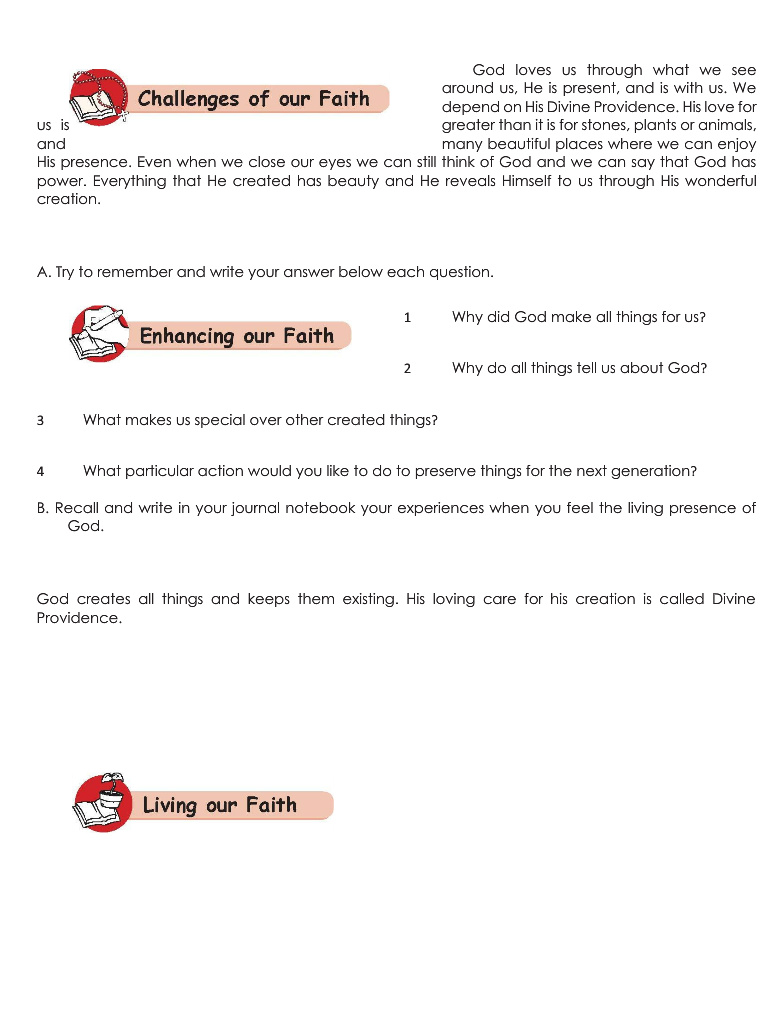 Challenges of our Faith
God loves us through what we see
around us, He is present, and is with us. We
depend on His Divine Providence. His love for
us is greater than it is for stones, plants or animals,
and many beautiful places where we can enjoy
His presence. Even when we close our eyes we can still think of God and we can say that God has
power. Everything that He created has beauty and He reveals Himself to us through His wonderful
creation.
A. Try to remember and write your answer below each question.
Enhancing our Faith
1 Why did God make all things for us?
2 Why do all things tell us about God?
3 What makes us special over other created things?
4 What particular action would you like to do to preserve things for the next generation?
B. Recall and write in your journal notebook your experiences when you feel the living presence of
God.
God creates all things and keeps them existing. His loving care for his creation is called Divine
Providence.
Living our Faith